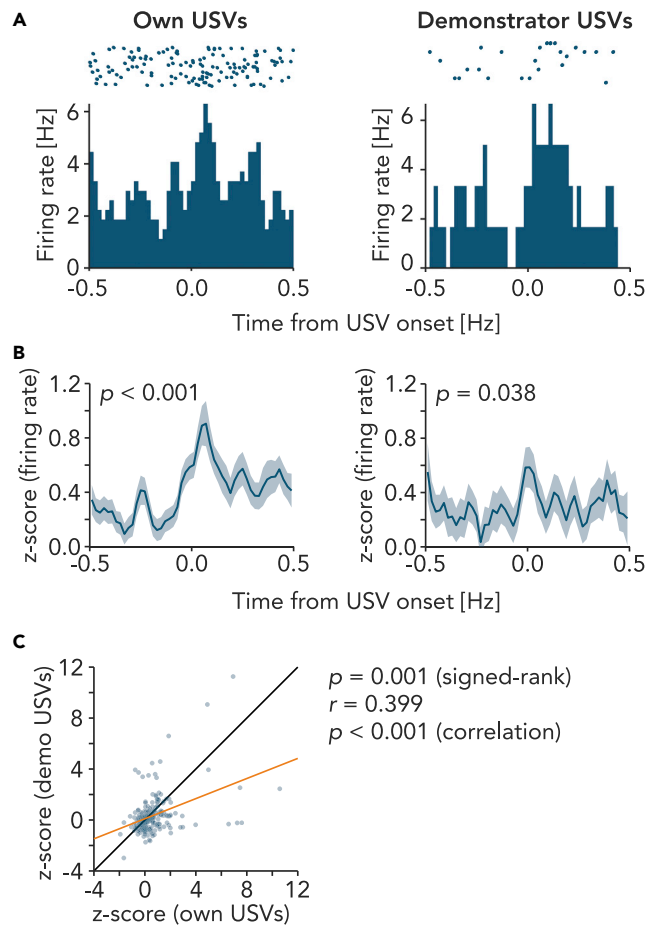 A
Own USVs
Demonstrator USVs
Firing rate [Hz]
6
4
2
0
-0.5
0.0
0.5
Firing rate [Hz]
6
4
2
0
-0.5
0.0
0.5
Time from USV onset [Hz]
B
z-score (firing rate)
1.2
0.8
0.4
0.0
p < 0.001
-0.5
0.0
0.5
z-score (firing rate)
1.2
0.8
0.4
0.0
p = 0.038
-0.5
0.0
0.5
Time from USV onset [Hz]
C
z-score (demo USVs)
12
8
4
0
-4
-4
0
4
8
12
z-score (own USVs)
p = 0.001 (signed-rank)
r = 0.399
p < 0.001 (correlation)